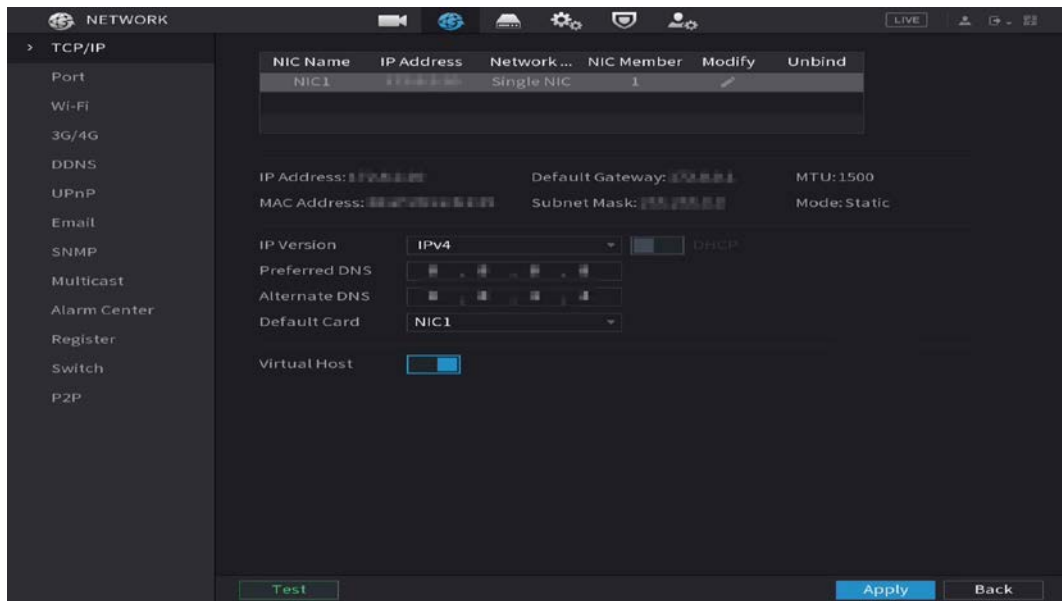 NETWORK
LIVE
TCP/IP
Port
Wi-Fi
3G/4G
DDNS
UPnP
Email
SNMP
Multicast
Alarm Center
Register
Switch
P2P
NIC Name IP Address Network ... NIC Member Modify Unbind
NIC1 Single NIC 1
IP Address: Default Gateway: MTU:1500
MAC Address: Subnet Mask: Mode: Static
IP Version IPv4 DHCP
Preferred DNS
Alternate DNS
Default Card NIC1
Virtual Host
Test Apply Back